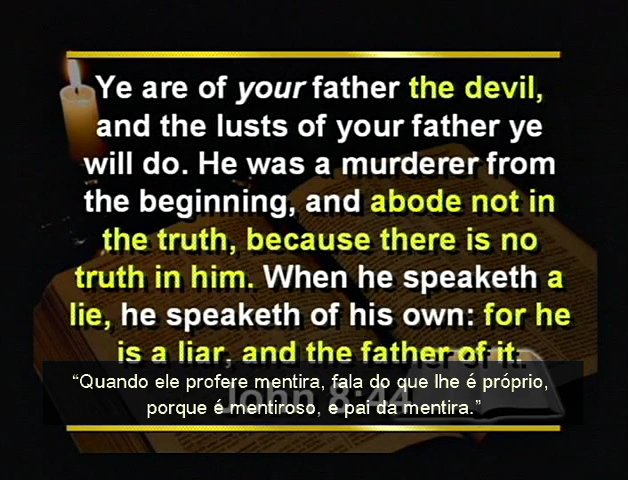 Ye are of your father the devil,
and the lusts of your father ye
will do. He was a murderer from
the beginning, and abode not in
the truth, because there is no
truth in him. When he speaketh a
lie, he speaketh of his own: for he
is a liar, and the father of it.
John 8:44
“Quando ele profere mentira, fala do que lhe é próprio,
porque é mentiroso, e pai da mentira.”